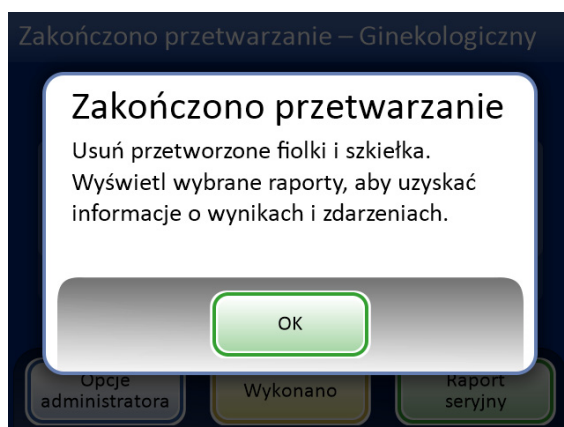 Zakończono przetwarzanie – Ginekologiczny
Zakończono przetwarzanie
Usuń przetworzone fiolki i szkiełka.
Wyświetl wybrane raporty, aby uzyskać
informacje o wynikach i zdarzeniach.
OK
Opcje
administratora
Wykonano
Raport
seryjny